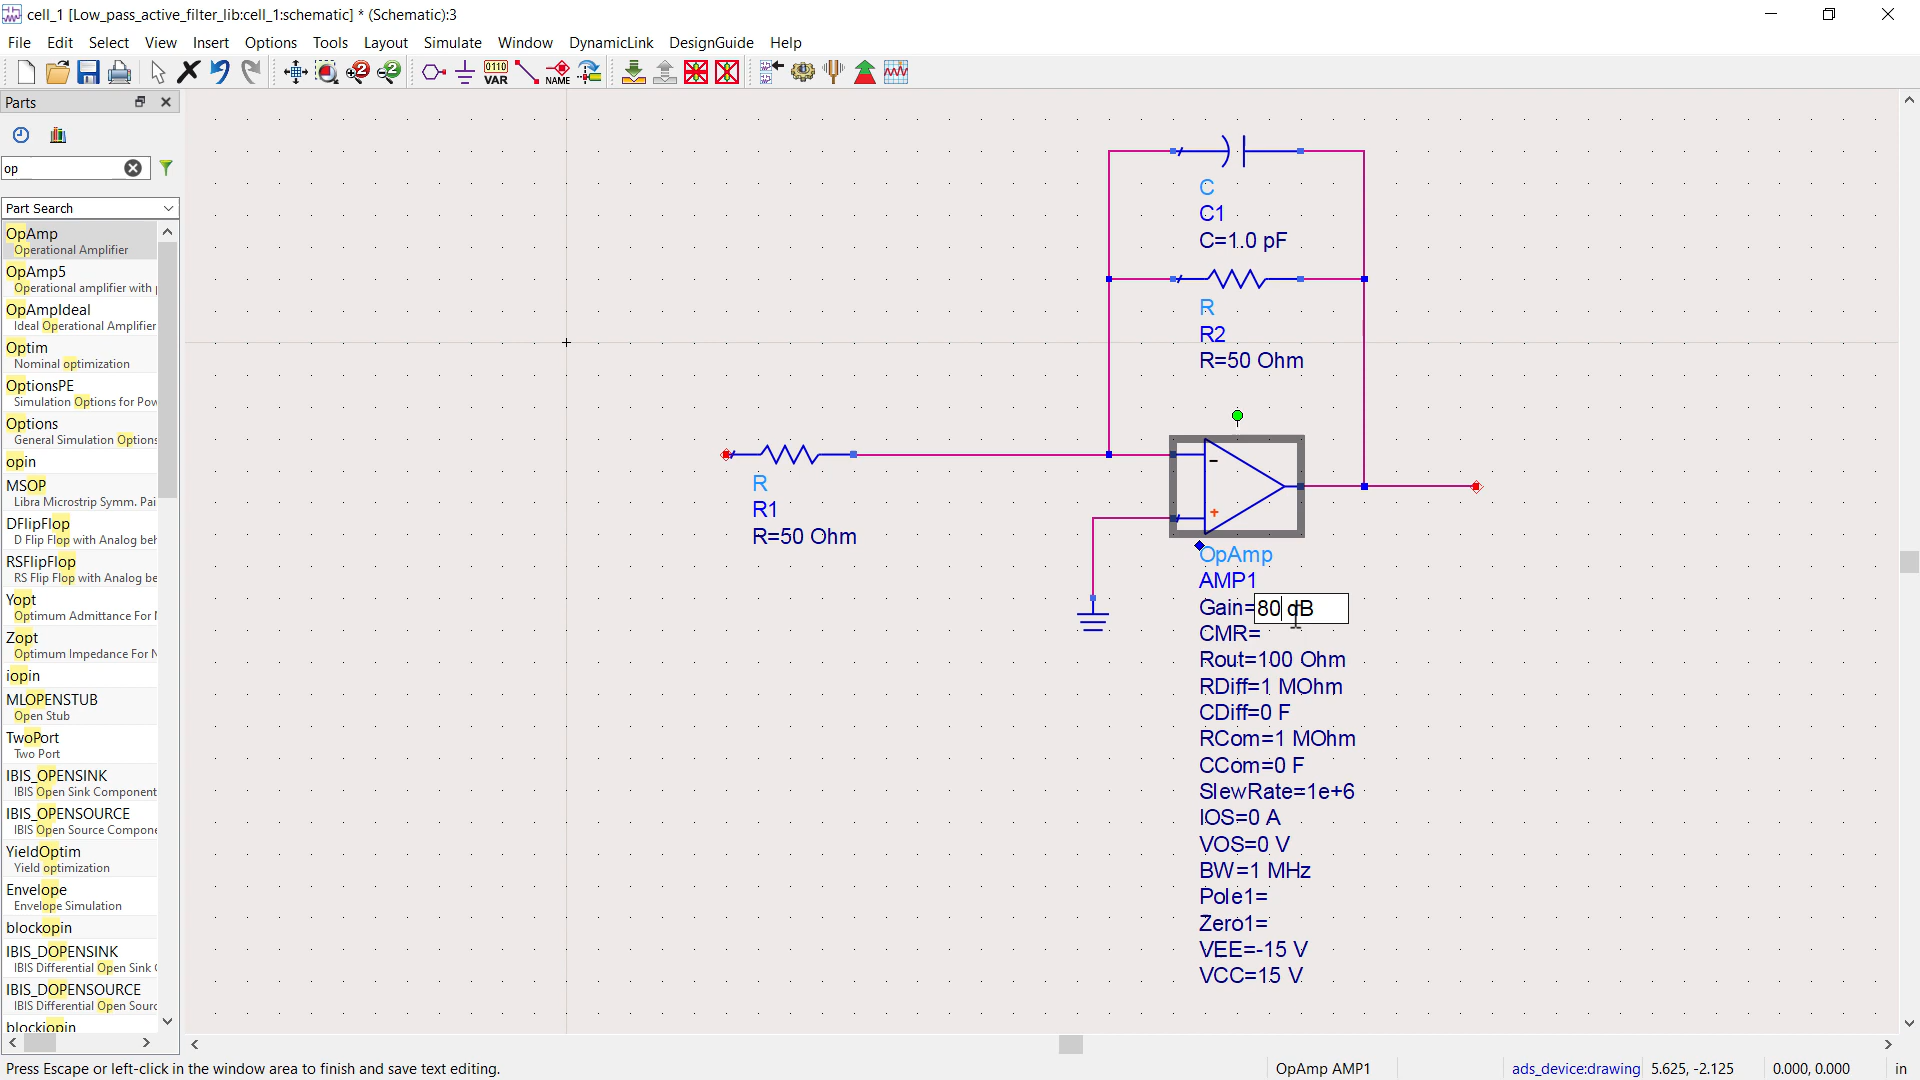 cell_1 [Low_pass_active_filter_lib:cell_1:schematic] * (Schematic):3
File Edit Select View Insert Options Tools Layout Simulate Window DynamicLink DesignGuide Help
0110
VAR
NAME
Parts
op
Part Search
OpAmp
Operational Amplifier
OpAmp5
Operational amplifier with
OpAmpIdeal
Ideal Operational Amplifier
Optim
Nominal optimization
OptionsPE
Simulation Options for Pow
Options
General Simulation Options
opin
MSOP
Libra Microstrip Symm. Pai
DFlipFlop
D Flip Flop with Analog beh
RSFlipFlop
RS Flip Flop with Analog be
Yopt
Optimum Admittance For
Zopt
Optimum Impedance For
iopin
MLOPENSTUB
Open Stub
TwoPort
Two Port
IBIS_OPENSINK
IBIS Open Sink Component
IBIS_OPENSOURCE
IBIS Open Source Compone
YieldOptim
Yield optimization
Envelope
Envelope Simulation
blockopin
IBIS_DOPENSINK
IBIS Differential Open Sink
IBIS_DOPENSOURCE
IBIS Differential Open Sourc
blockiopin
C
C1
C=1.0 pF
R
R2
R=50 Ohm
R
R1
R=50 Ohm
OpAmp
AMP1
Gain=80 dB
CMR=
Rout=100 Ohm
RDiff=1 MOhm
CDiff=0 F
RCom=1 MOhm
CCom=0 F
SlewRate=1e+6
IOS=0 A
VOS=0 V
BW=1 MHz
Pole1=
Zero1=
VEE=-15 V
VCC=15 V
Press Escape or left-click in the window area to finish and save text editing. OpAmp AMP1 ads_device:drawing 5.625, -2.125 0.000, 0.000 in